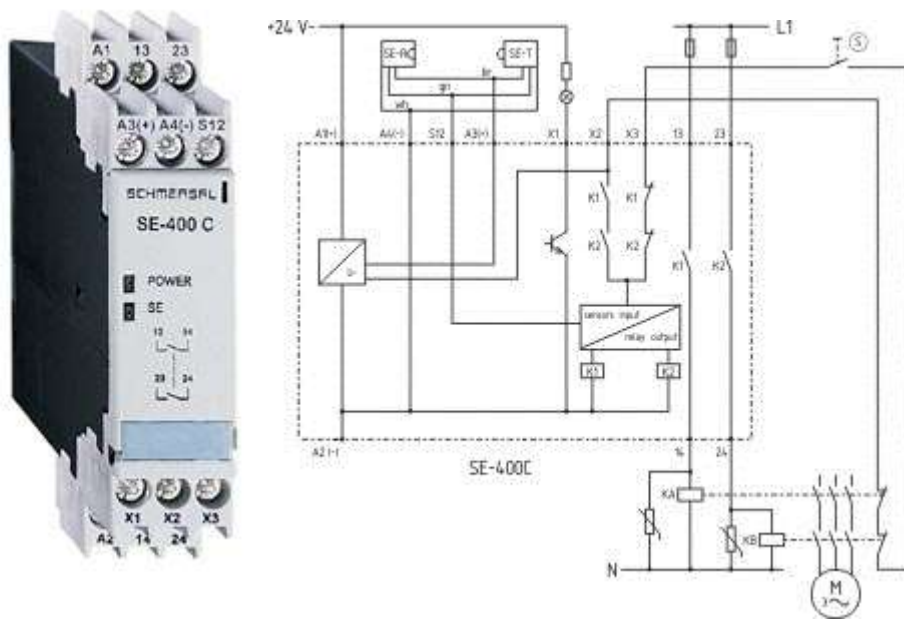 A1 13 23
A3(+) A4(-) S12
SCHMERSAL
SE-400 C
POWER
SE
13 14
23 24
X1 X2 X3
A2 14 24
+24 V-
L1
SE-R SE-T
S
br
gn
wh
A1(+) A4(-) S12 A3(+) X1 X2 X3 13 23
K1 K1
K2 K2
K1 K2
sensors input
relay output
K1 K2
A2 (-) 14 24
SE-400C
KA
KB
N
M
3